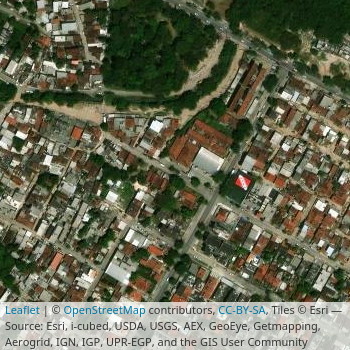 Leaflet | © OpenStreetMap contributors, CC-BY-SA, Tiles © Esri —
Source: Esri, i-cubed, USDA, USGS, AEX, GeoEye, Getmapping,
Aerogrid, IGN, IGP, UPR-EGP, and the GIS User Community